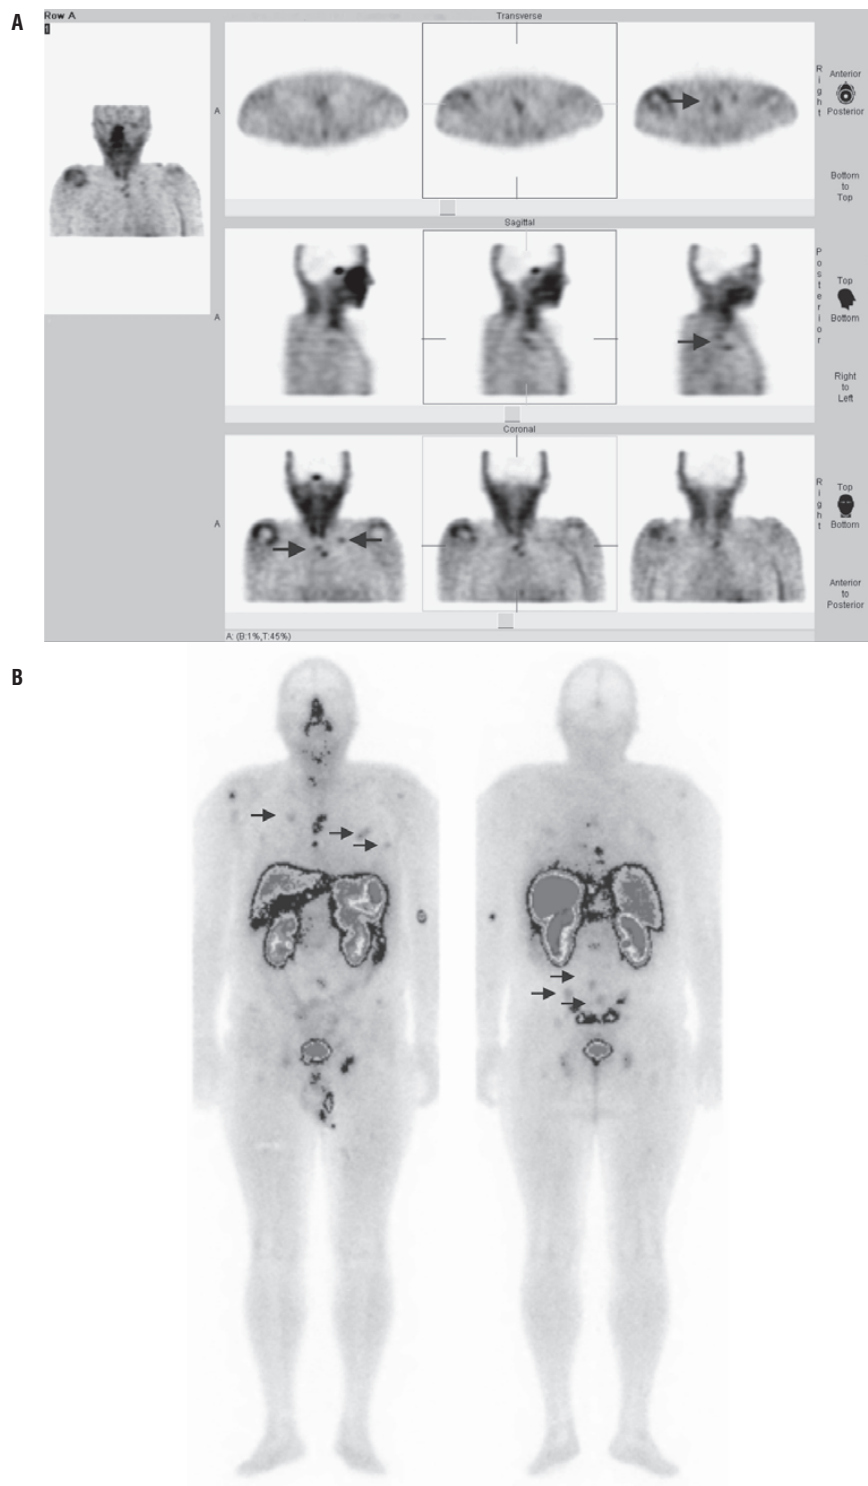 A
Row A
1
Transverse
A
Right
Anterior
Posterior
Bottom
to
Top
Sagittal
A
Posterior
Top
Bottom
Right
to
Left
Coronal
A
Right
Top
Bottom
Anterior
to
Posterior
A: (B:1%,T:45%)
B